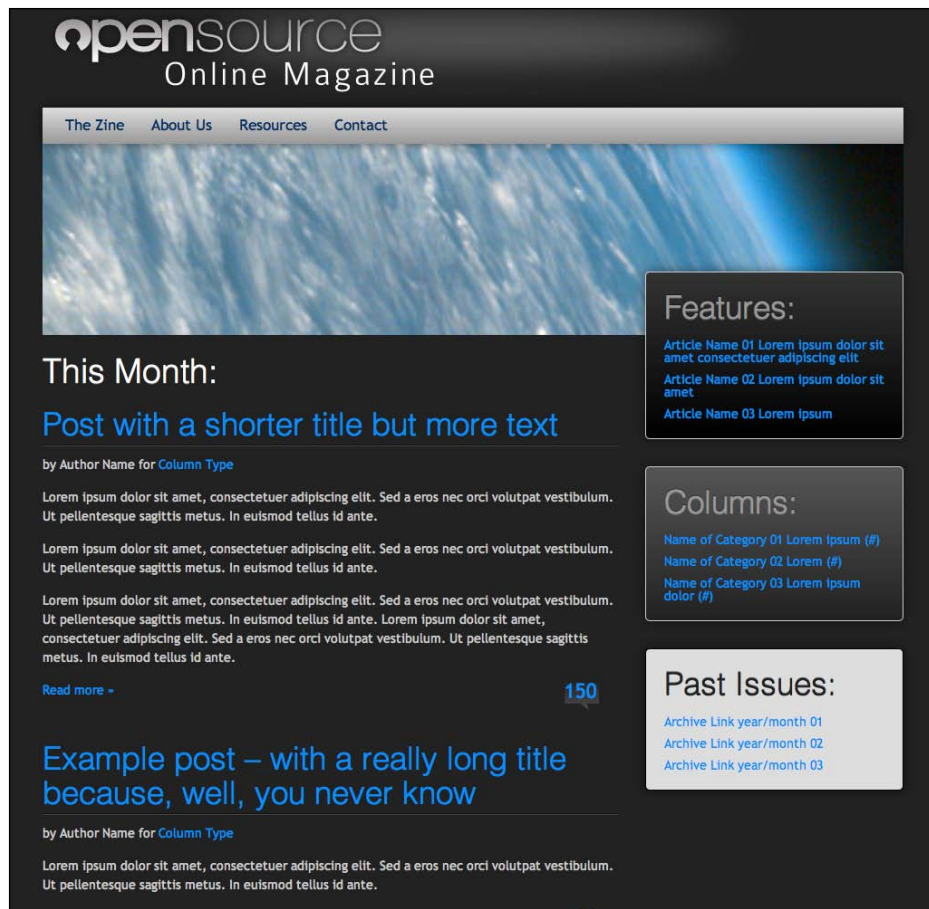 opensource
Online Magazine
The Zine About Us Resources Contact
This Month:
Post with a shorter title but more text
by Author Name for Column Type
Lorem ipsum dolor sit amet, consectetuer adipiscing elit. Sed a eros nec orci volutpat vestibulum.
Ut pellentesque sagittis metus. In euismod tellus id ante.
Lorem ipsum dolor sit amet, consectetuer adipiscing elit. Sed a eros nec orci volutpat vestibulum.
Ut pellentesque sagittis metus. In euismod tellus id ante.
Lorem ipsum dolor sit amet, consectetuer adipiscing elit. Sed a eros nec orci volutpat vestibulum.
Ut pellentesque sagittis metus. In euismod tellus id ante. Lorem ipsum dolor sit amet,
consectetuer adipiscing elit. Sed a eros nec orci volutpat vestibulum. Ut pellentesque sagittis
metus. In euismod tellus id ante.
Read more »
150
Example post – with a really long title
because, well, you never know
by Author Name for Column Type
Lorem ipsum dolor sit amet, consectetuer adipiscing elit. Sed a eros nec orci volutpat vestibulum.
Ut pellentesque sagittis metus. In euismod tellus id ante.
Features:
Article Name 01 Lorem ipsum dolor sit
amet consectetuer adipiscing elit
Article Name 02 Lorem ipsum dolor sit
amet
Article Name 03 Lorem ipsum
Columns:
Name of Category 01 Lorem ipsum (#)
Name of Category 02 Lorem (#)
Name of Category 03 Lorem ipsum
dolor (#)
Past Issues:
Archive Link year/month 01
Archive Link year/month 02
Archive Link year/month 03